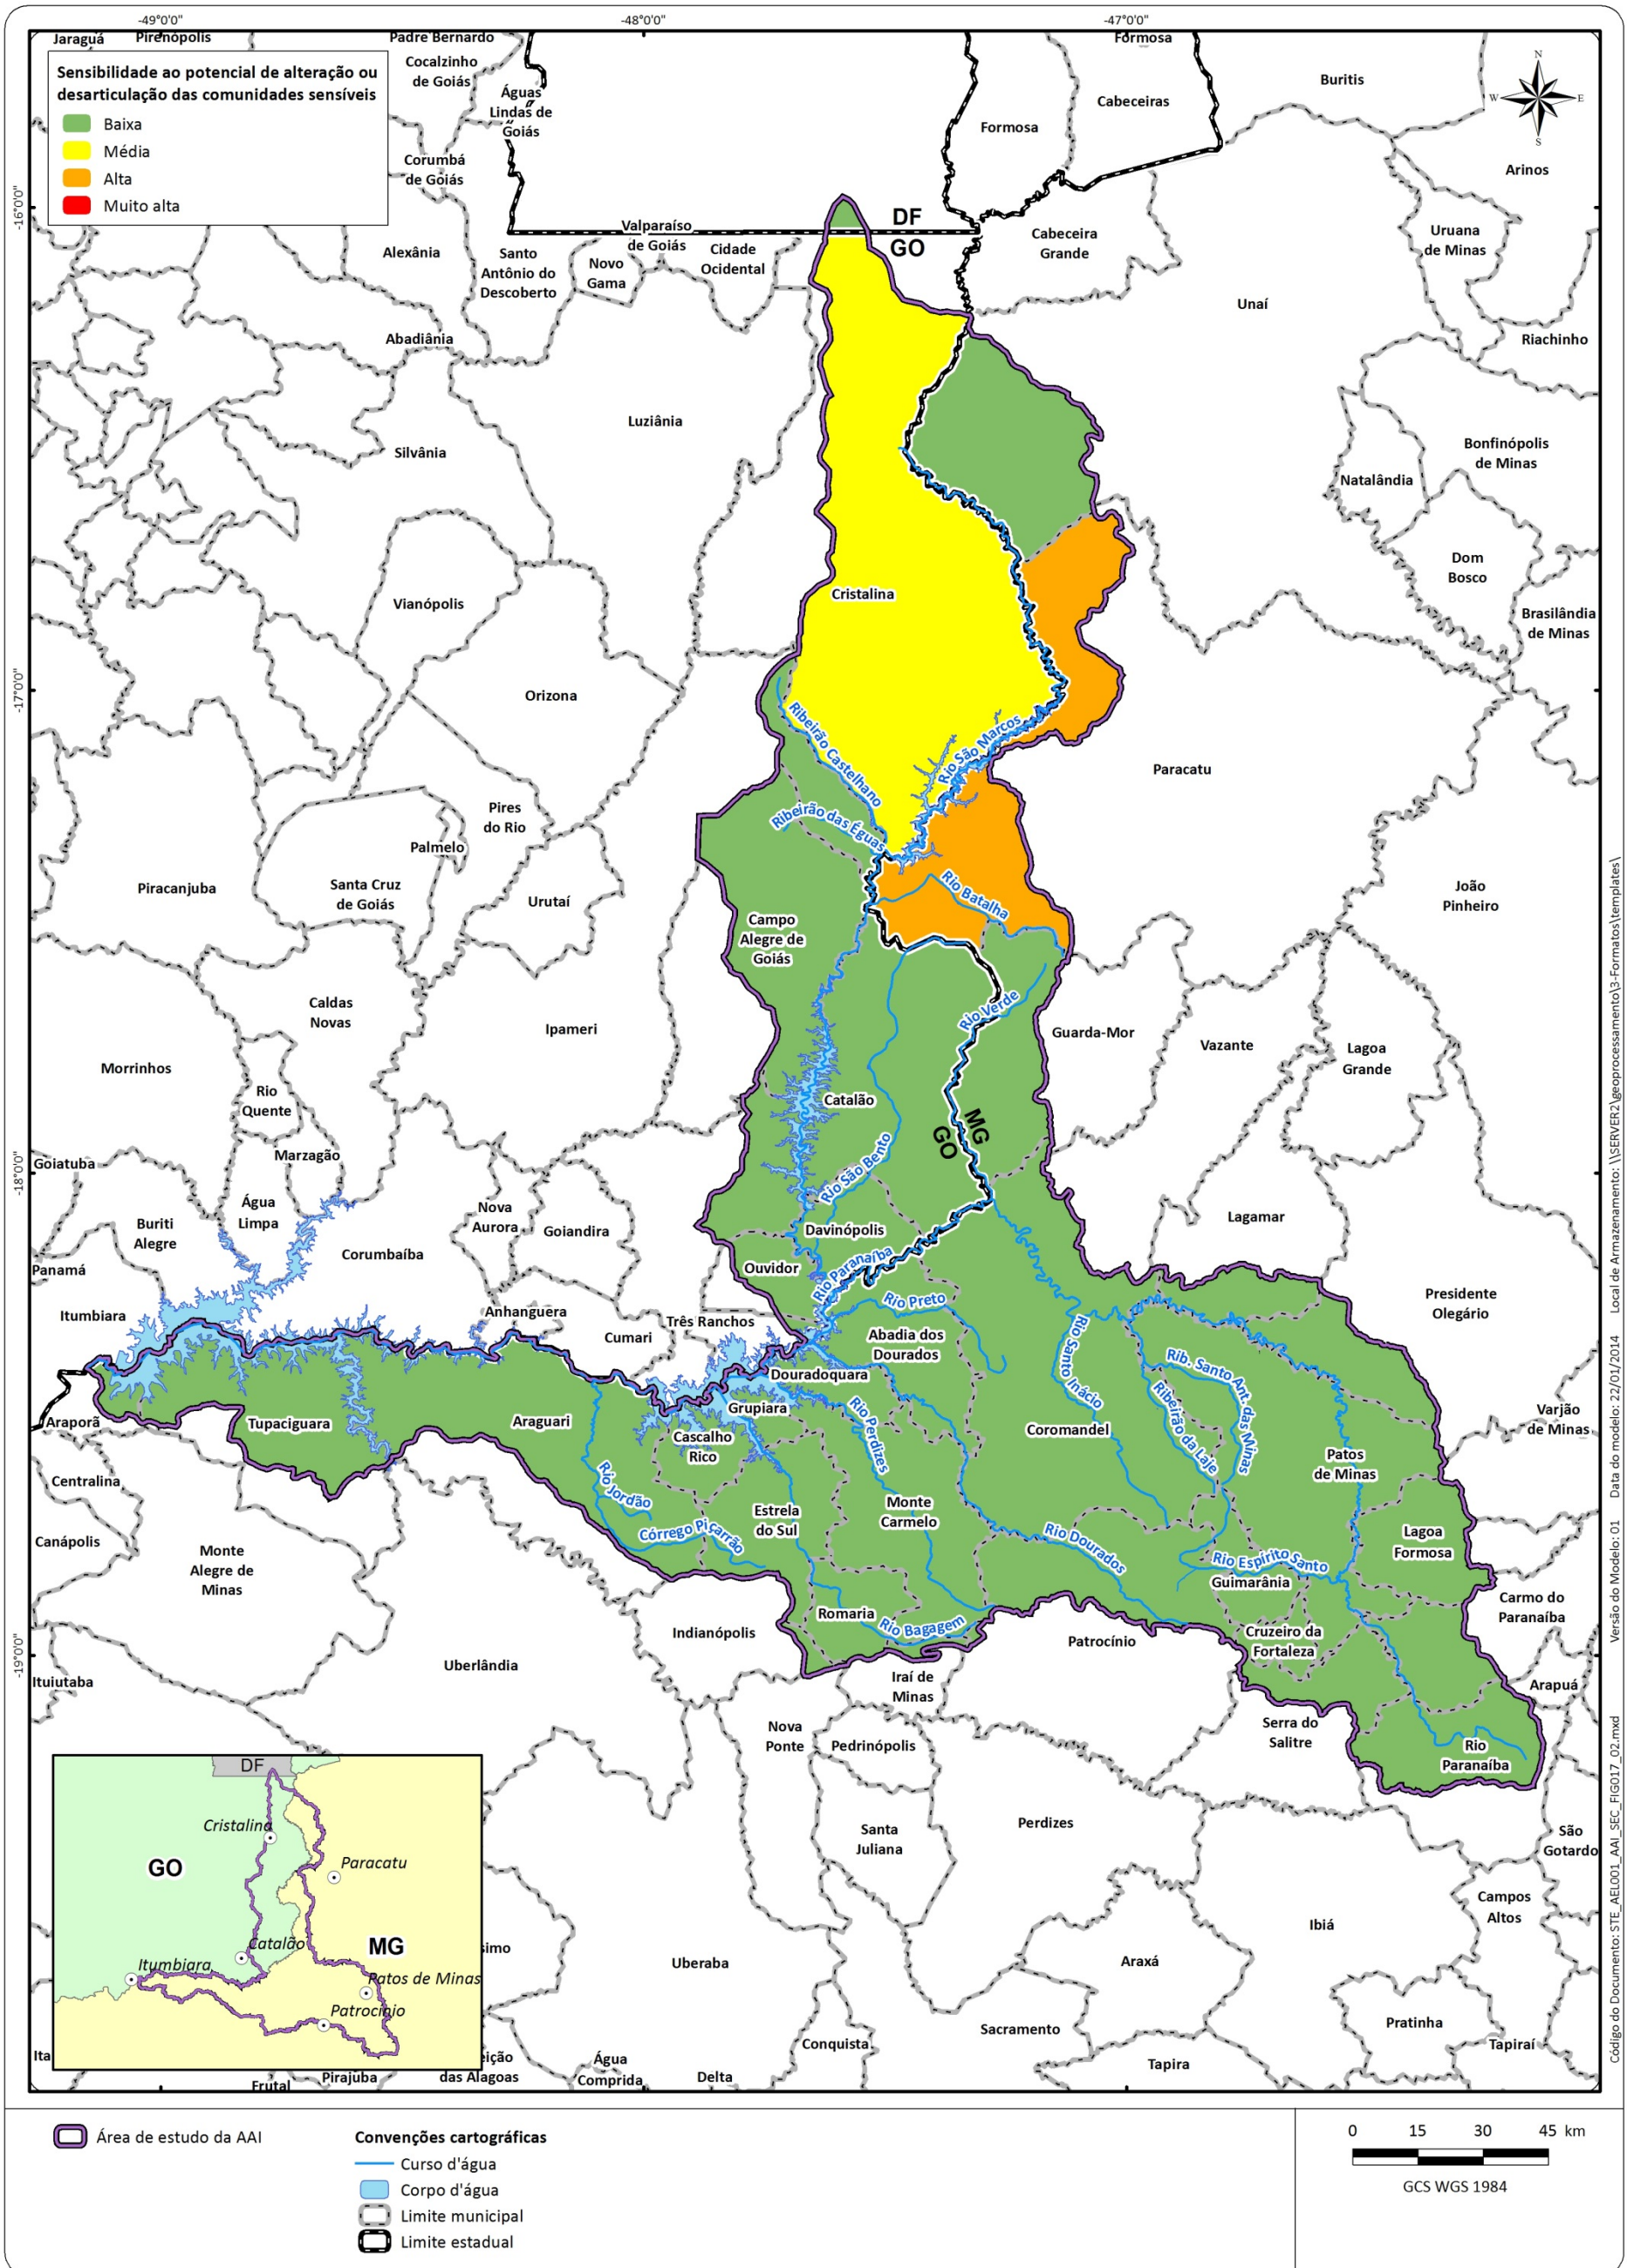 -49°0'0"
-48°0'0"
-47°0'0"
Jaraguá
Pirenópolis
Padre Bernardo
Formosa
Sensibilidade ao potencial de alteração ou
desarticulação das comunidades sensíveis
Baixa
Média
Alta
Muito alta
Cocalzinho
de Goiás
Águas
Lindas de
Goiás
Corumbá
de Goiás
Formosa
Cabeceiras
Buritis
N
W
E
S
Arinos
-16°0'0"
DF
GO
Valparaíso
de Goiás
Cidade
Ocidental
Novo
Gama
Santo
Antônio do
Descoberto
Alexânia
Abadiânia
Cabeceira
Grande
Uruana
de Minas
Unaí
Riachinho
Luziânia
Silvânia
Bonfinópolis
de Minas
Natalândia
Dom
Bosco
Brasilândia
de Minas
Cristalina
Vianópolis
-17°0'0"
Orizona
Ribeirão Castelhano
Rio São Marcos
Paracatu
Ribeirão das Éguas
Pires
do Rio
Palmelo
Piracanjuba
Santa Cruz
de Goiás
Urutaí
Rio Batalha
João
Pinheiro
Campo
Alegre de
Goiás
Caldas
Novas
Ipameri
Rio Verde
Guarda-Mor
Vazante
Lagoa
Grande
Morrinhos
Rio
Quente
Catalão
MG
GO
Marzagão
Goiatuba
-18°0'0"
Rio São Bento
Água
Limpa
Buriti
Alegre
Nova
Aurora
Goiandira
Corumbaíba
Davinópolis
Lagamar
Panamá
Ouvidor
Rio Paranaíba
Itumbiara
Anhanguera
Cumari
Três Ranchos
Rio Preto
Abadia dos
Dourados
Presidente
Olegário
Rio Santo Inácio
Rib. Santo Ant. das Minas
Ribeirão da Laje
Douradoquara
Grupiara
Rio Perdizes
Araporã
Tupaciguara
Araguari
Cascalho
Rico
Coromandel
Varjão
de Minas
Patos
de Minas
Centralina
Rio Jordão
Estrela
do Sul
Monte
Carmelo
Córrego Piçarrão
Rio Dourados
Lagoa
Formosa
Canápolis
Monte
Alegre de
Minas
Rio Espirito Santo
Guimarânia
Carmo do
Paranaíba
Romaria
Rio Bagagem
Indianópolis
Patrocínio
Cruzeiro da
Fortaleza
-19°0'0"
Uberlândia
Ituiutaba
Iraí de
Minas
Arapuá
Nova
Ponte
Pedrinópolis
Serra do
Salitre
Rio
Paranaíba
DF
Cristalina
GO
Paracatu
Catalão
MG
Itumbiara
Patos de Minas
Patrocínio
Santa
Juliana
Perdizes
São
Gotardo
Campos
Altos
Ibiá
simo
Uberaba
Araxá
Sacramento
Pratinha
Tapiraí
Conquista
Tapira
Ita
Frutal
Pirajúba
eição
das Alagoas
Água
Comprida
Delta
Código do Documento: STE_AEL001_AAI_SEC_FIG017_02.mxd Versão do Modelo: 01 Data do modelo: 22/01/2014 Local de Armazenamento: \\SERVER2\geoprocessamento\3-Formatos\templates\
Área de estudo da AAI
Convenções cartográficas
Curso d'água
Corpo d'água
Limite municipal
Limite estadual
0 15 30 45 km
GCS WGS 1984